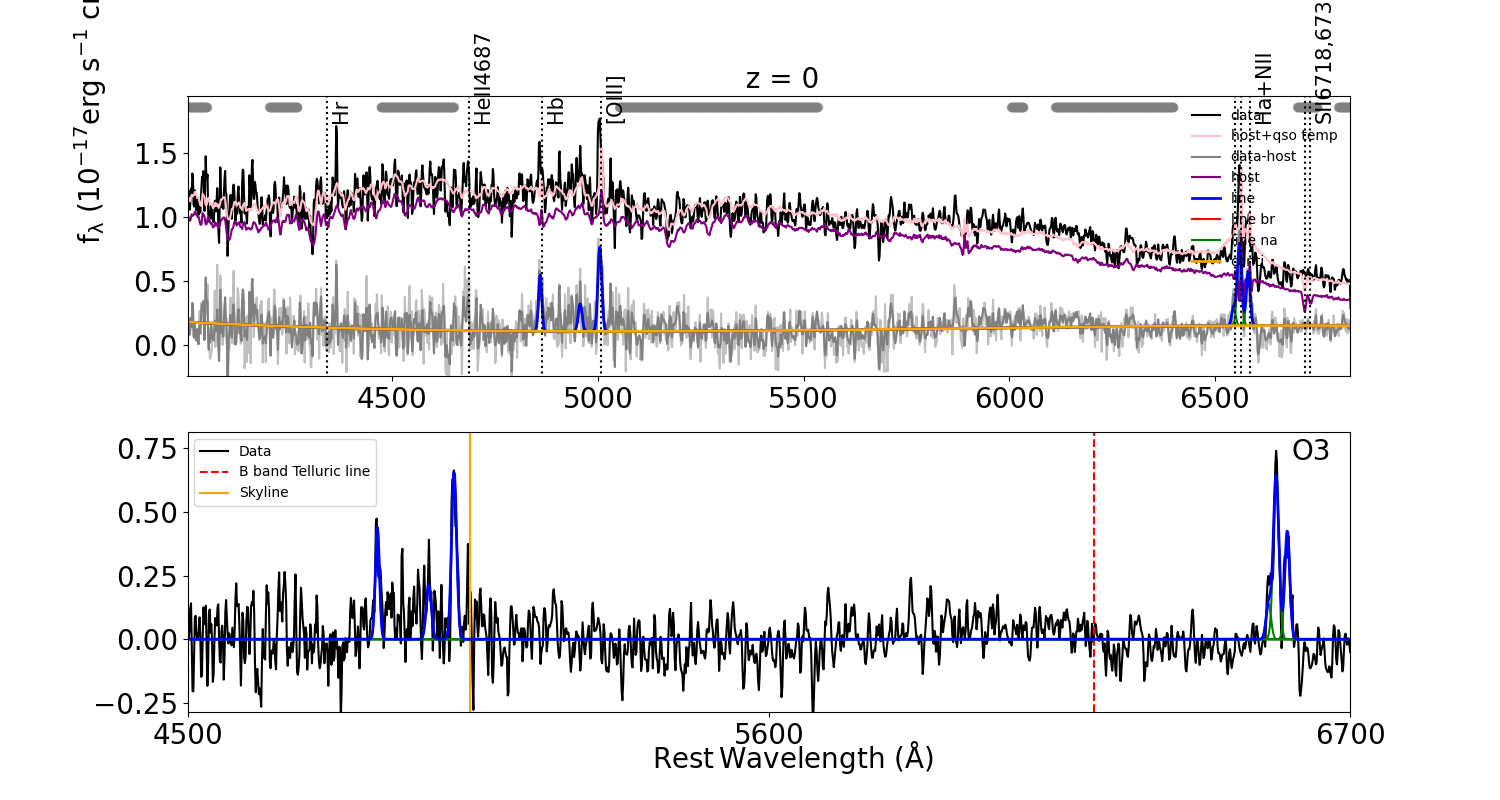 z = 0
f_λ (10^−17 erg s^−1
Hr
HeII4687
Hb
[OIII]
Ha+NII
SII6718,673
data
host+qso temp
data-host
host
line
line br
line na
1.5
1.0
0.5
0.0
4500 5000 5500 6000 6500
Data
B band Telluric line
Skyline
O3
0.75
0.50
0.25
0.00
−0.25
4500 5600 6700
Rest Wavelength (Å)